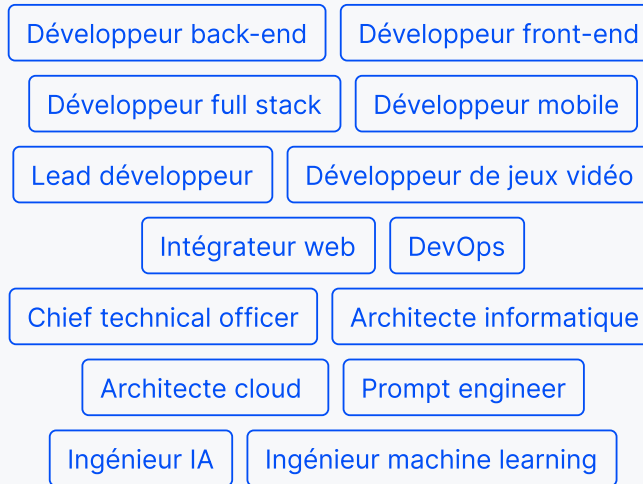 Développeur back-end Développeur front-end
Développeur full stack Développeur mobile
Lead développeur Développeur de jeux vidéo
Intégrateur web DevOps
Chief technical officer Architecte informatique
Architecte cloud Prompt engineer
Ingénieur IA Ingénieur machine learning